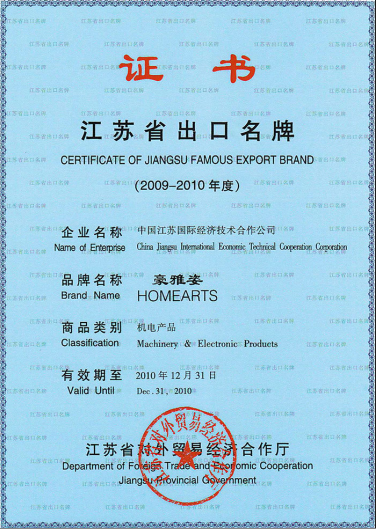 证 书
江苏省出口名牌
CERTIFICATE OF JIANGSU FAMOUS EXPORT BRAND
(2009-2010 年度)
企业名称 中国江苏国际经济技术合作公司
Name of Enterprise China Jiangsu International Economic Technical Cooperation Corporation
品牌名称 豪雅姿
Brand Name HOMEARTS
商品类别 机电产品
Classification Machinery & Electronic Products
有效期至 2010 年 12 月 31 日
Valid Until Dec. 31, 2010
江苏省对外贸易经济合作厅
Department of Foreign Trade and Economic Cooperation
Jiangsu Provincial Government